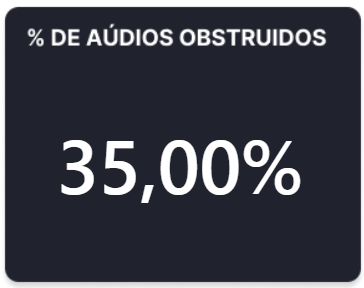 % DE AÚDIOS OBSTRUIDOS
35,00%